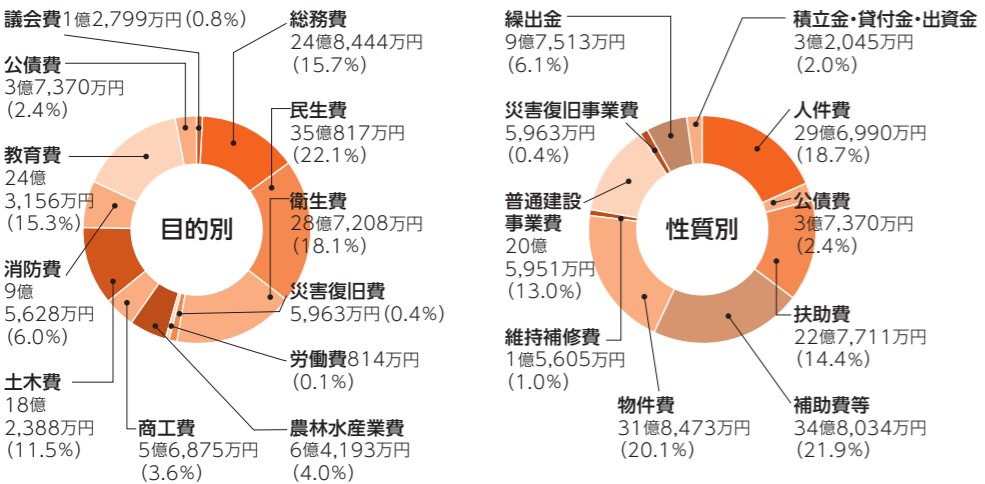 議会費1億2,799万円(0.8%)
公債費
3億7,370万円
(2.4%)
教育費
24億
3,156万円
(15.3%)
消防費
9億
5,628万円
(6.0%)
土木費
18億
2,388万円
(11.5%)
商工費
5億6,875万円
(3.6%)
総務費
24億8,444万円
(15.7%)
民生費
35億817万円
(22.1%)
衛生費
28億7,208万円
(18.1%)
災害復旧費
5,963万円(0.4%)
労働費814万円
(0.1%)
農林水産業費
6億4,193万円
(4.0%)
目的別
繰出金
9億7,513万円
(6.1%)
災害復旧事業費
5,963万円
(0.4%)
普通建設
事業費
20億
5,951万円
(13.0%)
維持補修費
1億5,605万円
(1.0%)
物件費
31億8,473万円
(20.1%)
積立金・貸付金・出資金
3億2,045万円
(2.0%)
人件費
29億6,990万円
(18.7%)
公債費
3億7,370万円
(2.4%)
扶助費
22億7,711万円
(14.4%)
補助費等
34億8,034万円
(21.9%)
性質別